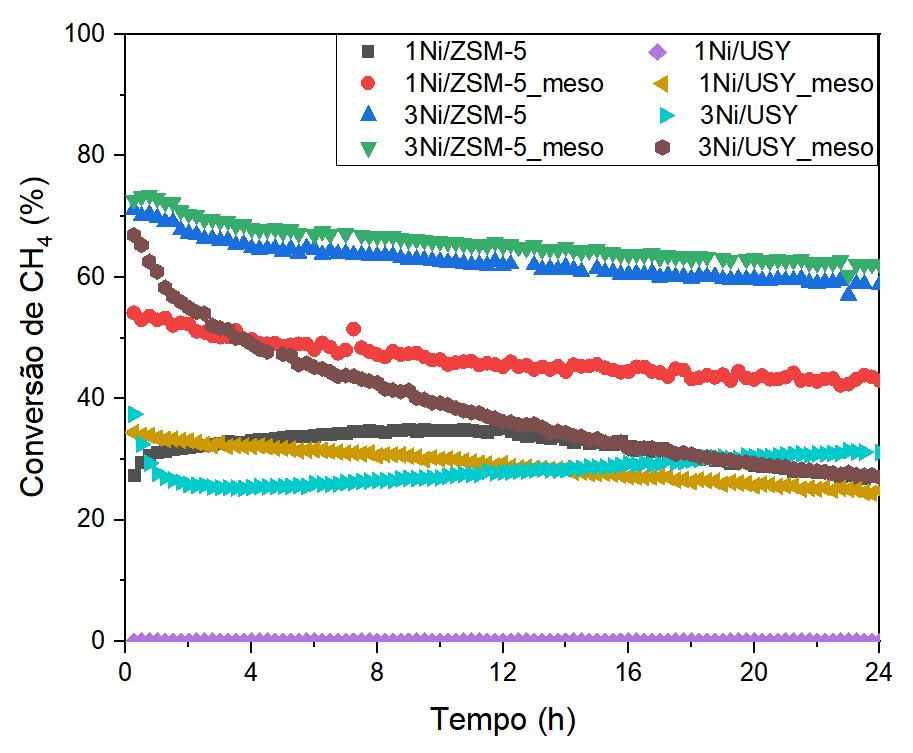 100
80
60
40
20
0
Conversão de CH4 (%)
1Ni/ZSM-5 1Ni/USY
1Ni/ZSM-5_meso 1Ni/USY_meso
3Ni/ZSM-5 3Ni/USY
3Ni/ZSM-5_meso 3Ni/USY_meso
0 4 8 12 16 20 24
Tempo (h)